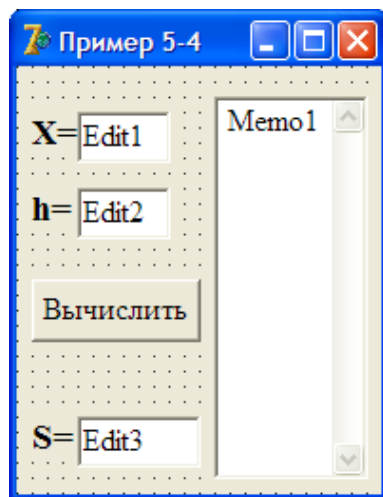 Пример 5-4
X= Edit1
h= Edit2
Вычислить
S= Edit3
Memo1